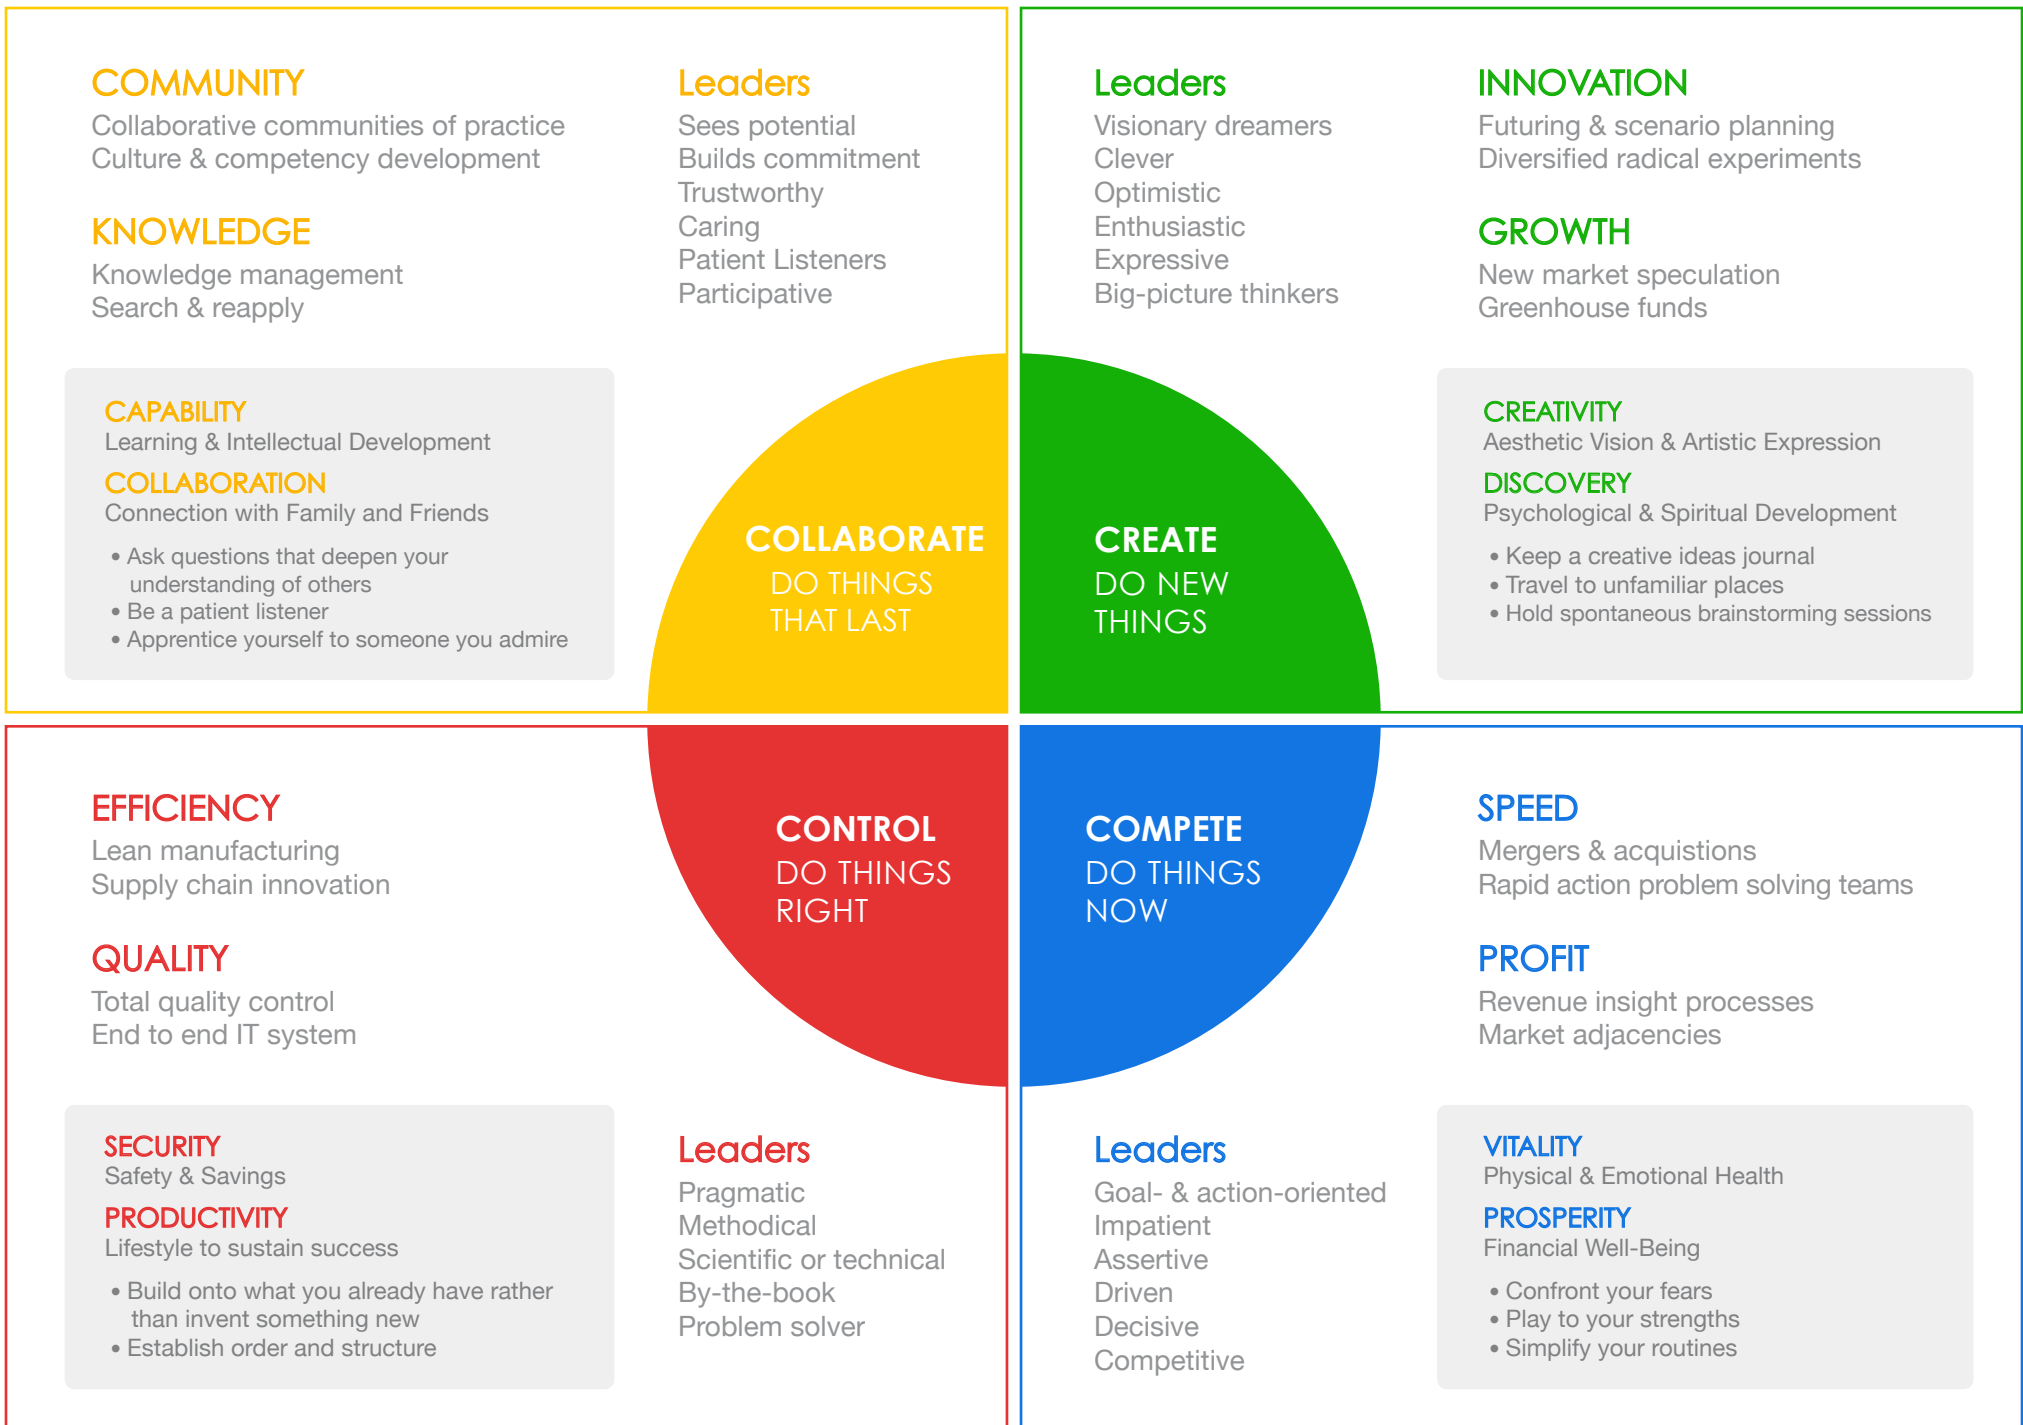 COMMUNITY
Collaborative communities of practice
Culture & competency development
KNOWLEDGE
Knowledge management
Search & reapply
Leaders
Sees potential
Builds commitment
Trustworthy
Caring
Patient Listeners
Participative
CAPABILITY
Learning & Intellectual Development
COLLABORATION
Connection with Family and Friends
• Ask questions that deepen your
understanding of others
• Be a patient listener
• Apprentice yourself to someone you admire
COLLABORATE
DO THINGS
THAT LAST
Leaders
Visionary dreamers
Clever
Optimistic
Enthusiastic
Expressive
Big-picture thinkers
INNOVATION
Futuring & scenario planning
Diversified radical experiments
GROWTH
New market speculation
Greenhouse funds
CREATE
DO NEW
THINGS
CREATIVITY
Aesthetic Vision & Artistic Expression
DISCOVERY
Psychological & Spiritual Development
• Keep a creative ideas journal
• Travel to unfamiliar places
• Hold spontaneous brainstorming sessions
EFFICIENCY
Lean manufacturing
Supply chain innovation
QUALITY
Total quality control
End to end IT system
CONTROL
DO THINGS
RIGHT
SECURITY
Safety & Savings
PRODUCTIVITY
Lifestyle to sustain success
• Build onto what you already have rather
than invent something new
• Establish order and structure
Leaders
Pragmatic
Methodical
Scientific or technical
By-the-book
Problem solver
COMPETE
DO THINGS
NOW
SPEED
Mergers & acquistions
Rapid action problem solving teams
PROFIT
Revenue insight processes
Market adjacencies
Leaders
Goal- & action-oriented
Impatient
Assertive
Driven
Decisive
Competitive
VITALITY
Physical & Emotional Health
PROSPERITY
Financial Well-Being
• Confront your fears
• Play to your strengths
• Simplify your routines